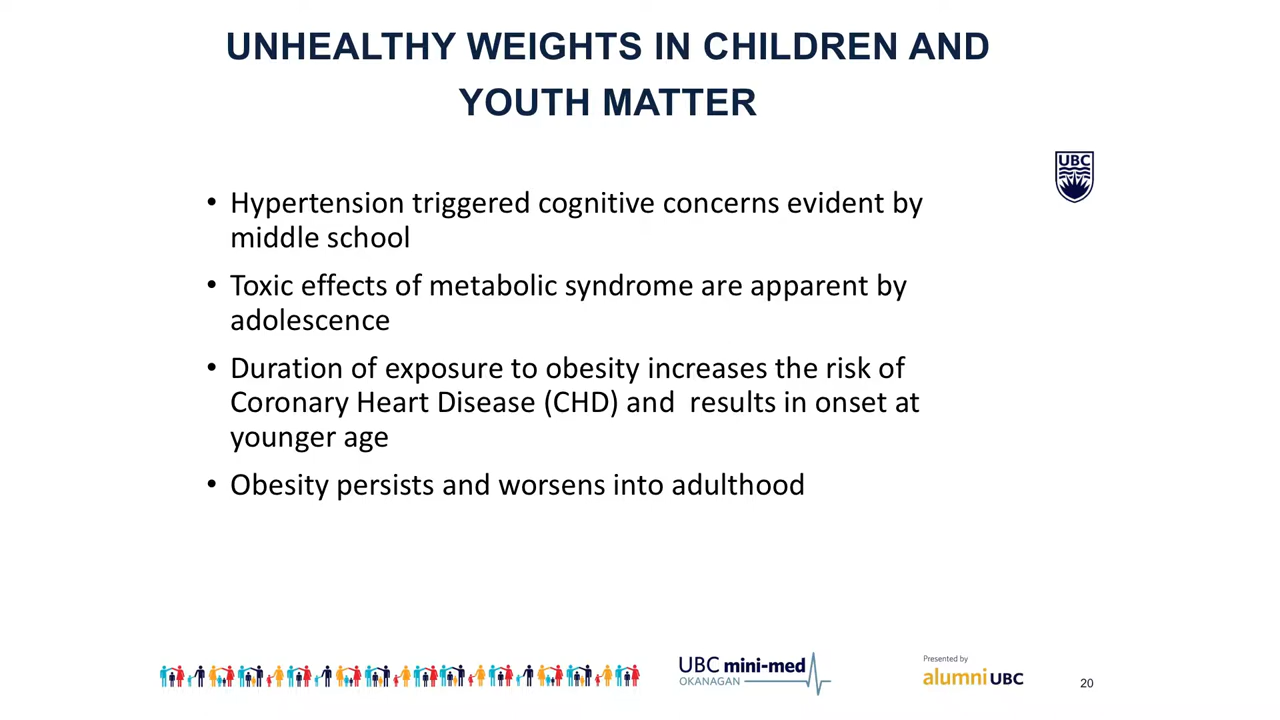 UNHEALTHY WEIGHTS IN CHILDREN AND
YOUTH MATTER
UBC
• Hypertension triggered cognitive concerns evident by
middle school
• Toxic effects of metabolic syndrome are apparent by
adolescence
• Duration of exposure to obesity increases the risk of
Coronary Heart Disease (CHD) and  results in onset at
younger age
• Obesity persists and worsens into adulthood
UBC mini-med
OKANAGAN
Presented by
alumni UBC
20